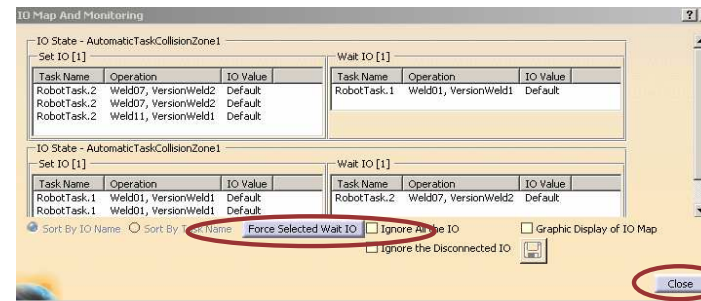 IO Map And Monitoring
IO State - AutomaticTaskCollisionZone1
Set IO [1]
Wait IO [1]
Task Name Operation IO Value
Task Name Operation IO Value
RobotTask.2 Weld07, VersionWeld2 Default
RobotTask.1 Weld01, VersionWeld1 Default
RobotTask.2 Weld07, VersionWeld2 Default
RobotTask.2 Weld11, VersionWeld1 Default
IO State - AutomaticTaskCollisionZone1
Set IO [1]
Wait IO [1]
Task Name Operation IO Value
Task Name Operation IO Value
RobotTask.1 Weld01, VersionWeld1 Default
RobotTask.2 Weld07, VersionWeld2 Default
RobotTask.1 Weld01, VersionWeld1 Default
Sort By IO Name Sort By Task Name Force Selected Wait IO Ignore All the IO Graphic Display of IO Map
Ignore the Disconnected IO
Close